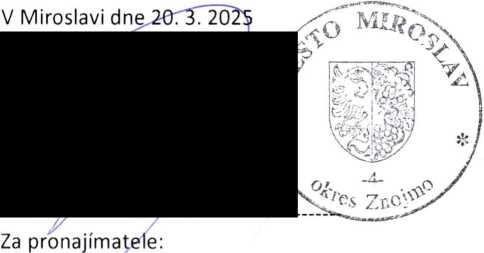 V Miroslavi dne 20. 3. 2025
MĚSTO MIROSLAV
*
-4-
okres Znojmo
Za pronajímatele: